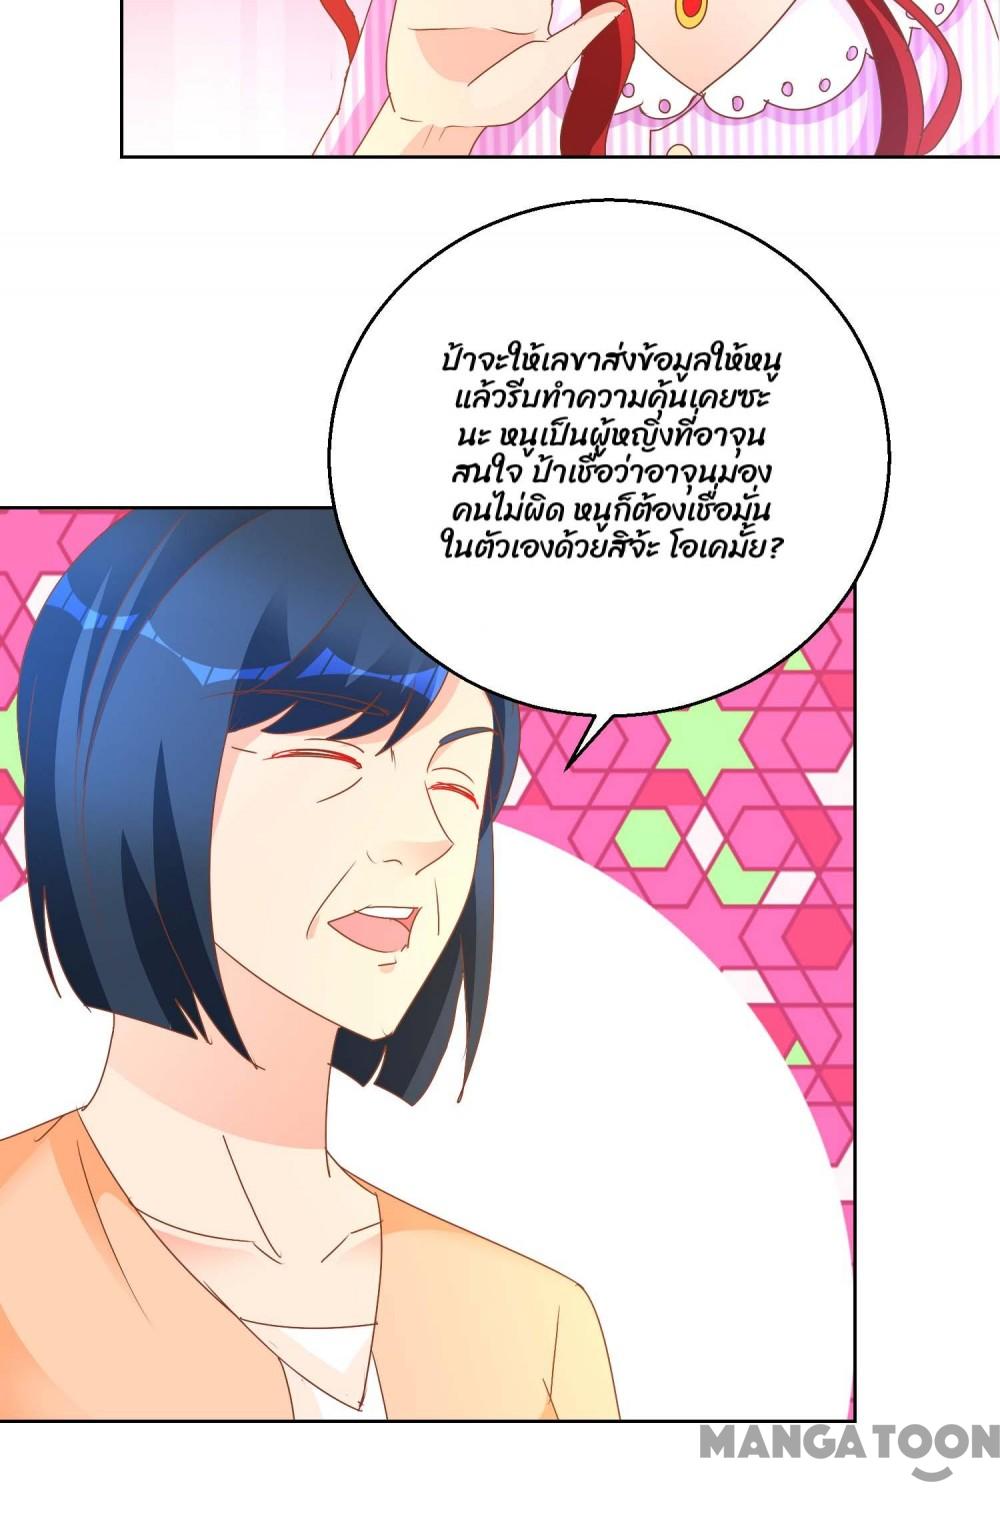 ป้าจะให้เลขาส่งข้อมูลให้หนู
แล้วรีบทำความคุ้นเคยซะ
นะ หนูเป็นผู้หญิงที่อาจุน
สนใจ ป้าเชื่อว่าอาจุนมอง
คนไม่ผิด หนูก็ต้องเชื่อมั่น
ในตัวเองด้วยสิจ้ะ โอเคมั้ย?
MANGATOON